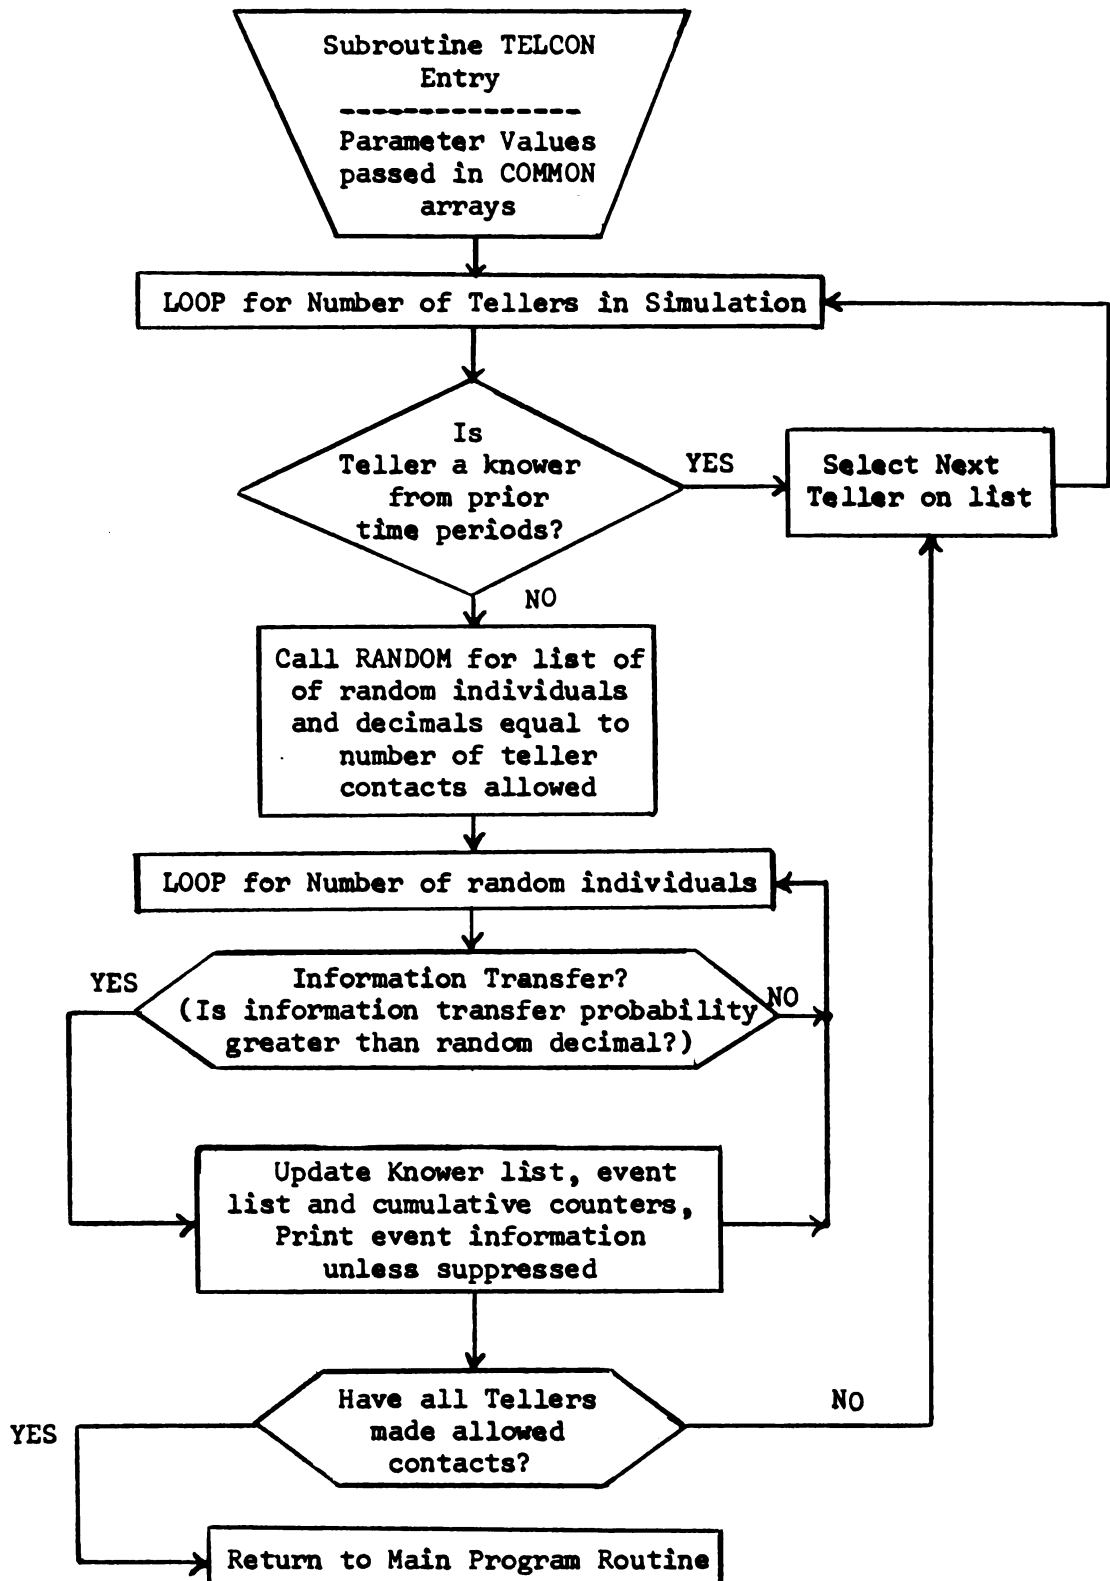 Subroutine TELCON
Entry
---------------
Parameter Values
passed in COMMON
arrays
LOOP for Number of Tellers in Simulation
Is
Teller a knower
from prior
time periods?
YES
Select Next
Teller on list
NO
Call RANDOM for list of
of random individuals
and decimals equal to
number of teller
contacts allowed
LOOP for Number of random individuals
YES
Information Transfer?
(Is information transfer probability
greater than random decimal?)
NO
Update Knower list, event
list and cumulative counters,
Print event information
unless suppressed
Have all Tellers
made allowed
contacts?
NO
YES
Return to Main Program Routine